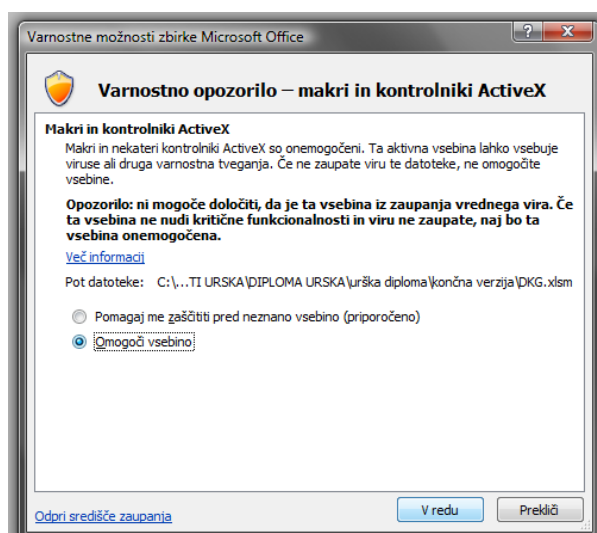 Varnostne možnosti zbirke Microsoft Office
Varnostno opozorilo – makri in kontrolniki ActiveX
Makri in kontrolniki ActiveX
Makri in nekateri kontrolniki ActiveX so onemogočeni. Ta aktivna vsebina lahko vsebuje
viruse ali druga varnostna tveganja. Če ne zaupate viru te datoteke, ne omogočite
vsebine.
Opozorilo: ni mogoče določiti, da je ta vsebina iz zaupanja vrednega vira. Če
ta vsebina ne nudi kritične funkcionalnosti in viru ne zaupate, naj bo ta
vsebina onemogočena.
Več informacij
Pot datoteke: C:\...TI URSKA\DIPLOMA URSKA\urška diploma\končna verzija\DKG.xlsm
Pomagaj me zaščititi pred neznano vsebino (priporočeno)
Omogoči vsebino
Odpri središče zaupanja
V redu
Prekliči